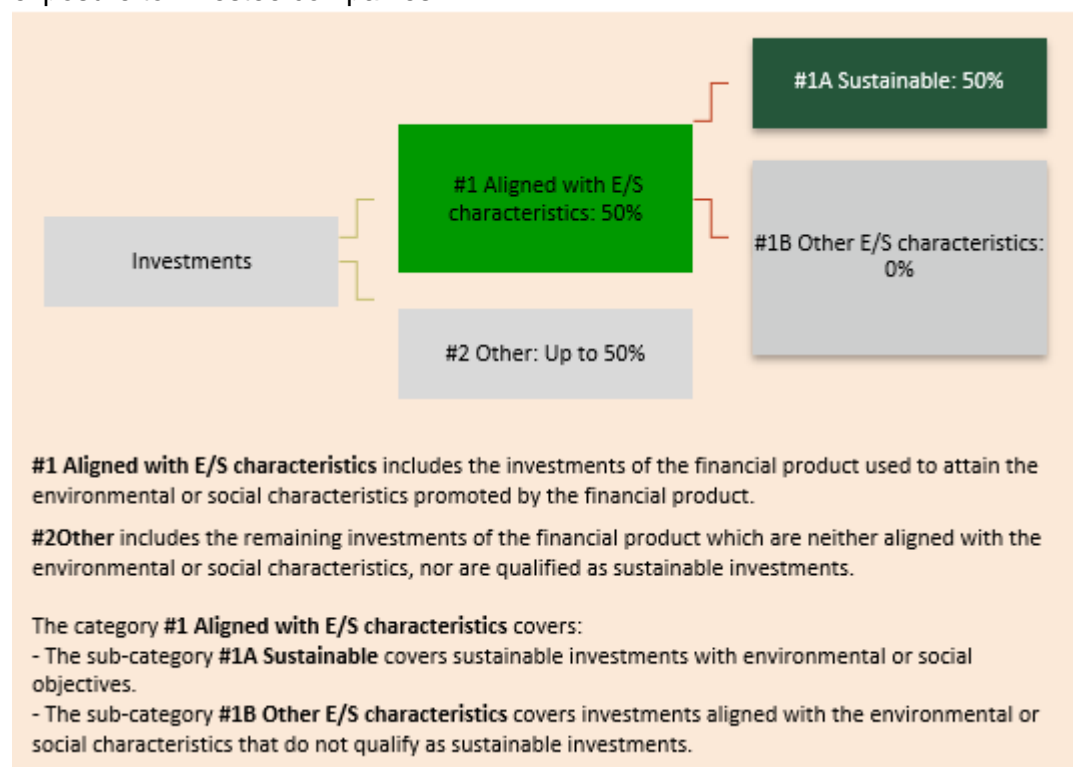 #1A Sustainable: 50%
#1 Aligned with E/S
characteristics: 50%
#1B Other E/S characteristics:
0%
Investments
#2 Other: Up to 50%
#1 Aligned with E/S characteristics includes the investments of the financial product used to attain the
environmental or social characteristics promoted by the financial product.
#2Other includes the remaining investments of the financial product which are neither aligned with the
environmental or social characteristics, nor are qualified as sustainable investments.
The category #1 Aligned with E/S characteristics covers:
- The sub-category #1A Sustainable covers sustainable investments with environmental or social
objectives.
- The sub-category #1B Other E/S characteristics covers investments aligned with the environmental or
social characteristics that do not qualify as sustainable investments.